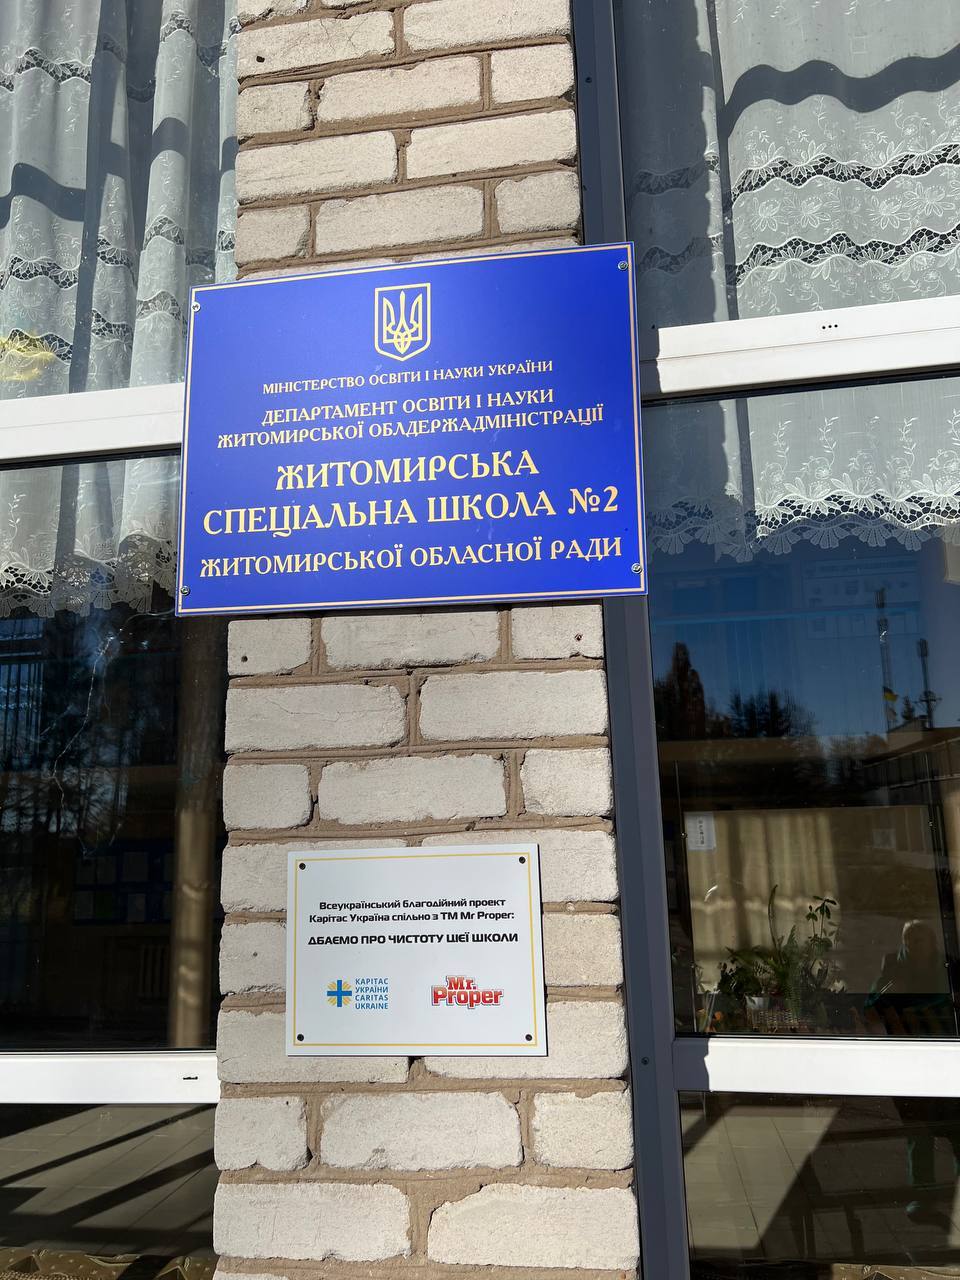 МІНІСТЕРСТВО ОСВІТИ І НАУКИ УКРАЇНИ
ДЕПАРТАМЕНТ ОСВІТИ І НАУКИ
ЖИТОМИРСЬКОЇ ОБЛДЕРЖАДМІНІСТРАЦІЇ
ЖИТОМИРСЬКА
СПЕЦІАЛЬНА ШКОЛА №2
ЖИТОМИРСЬКОЇ ОБЛАСНОЇ РАДИ
Всеукраїнський благодійний проект
Карітас Україна спільно з ТМ Mr Proper:
ДБАЄМО ПРО ЧИСТОТУ ЦІЄЇ ШКОЛИ
КАРІТАС
УКРАЇНИ
CARITAS
UKRAINE
Mr.
Proper